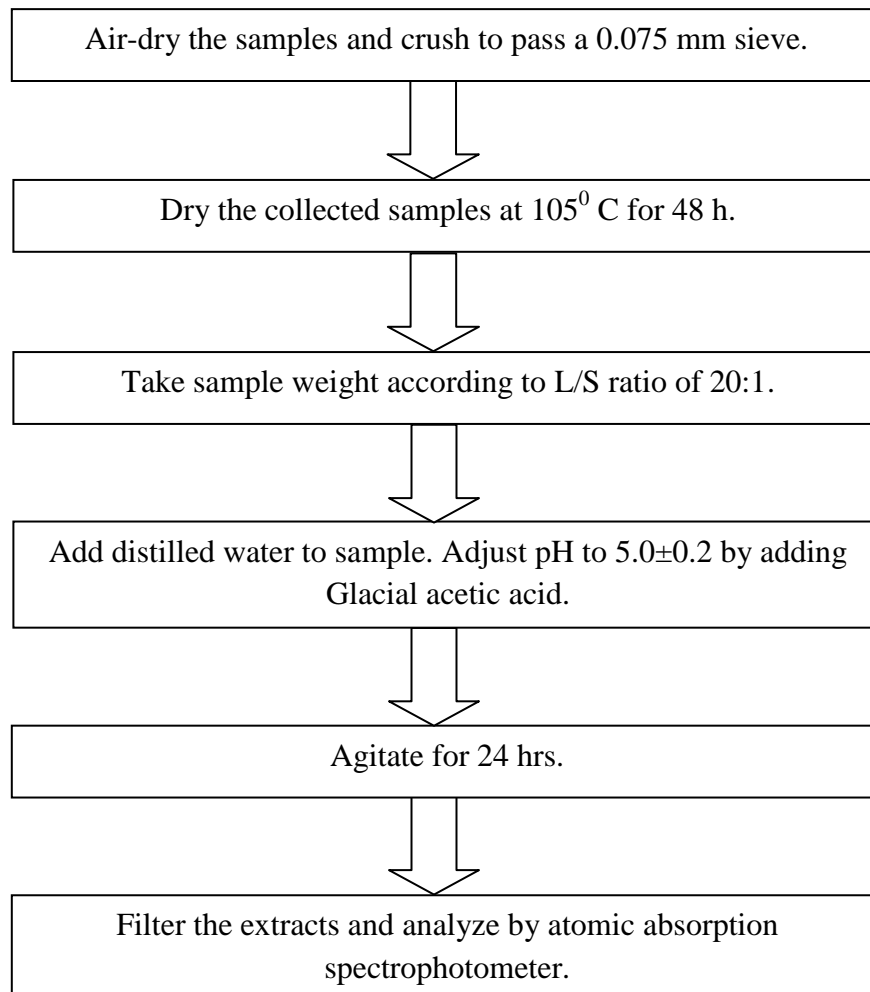 Air-dry the samples and crush to pass a 0.075 mm sieve.
Dry the collected samples at 105⁰ C for 48 h.
Take sample weight according to L/S ratio of 20:1.
Add distilled water to sample. Adjust pH to 5.0±0.2 by adding
Glacial acetic acid.
Agitate for 24 hrs.
Filter the extracts and analyze by atomic absorption
spectrophotometer.